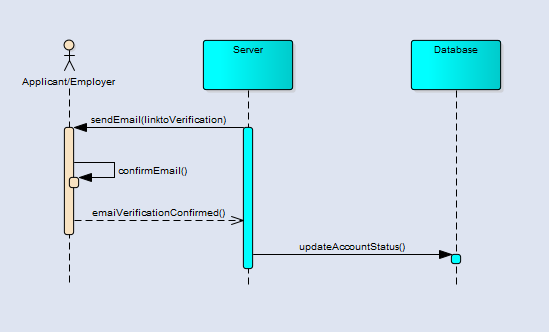 Server
Database
Applicant/Employer
sendEmail(linktoVerification)
confirmEmail()
emaiVerificationConfirmed()
updateAccountStatus()